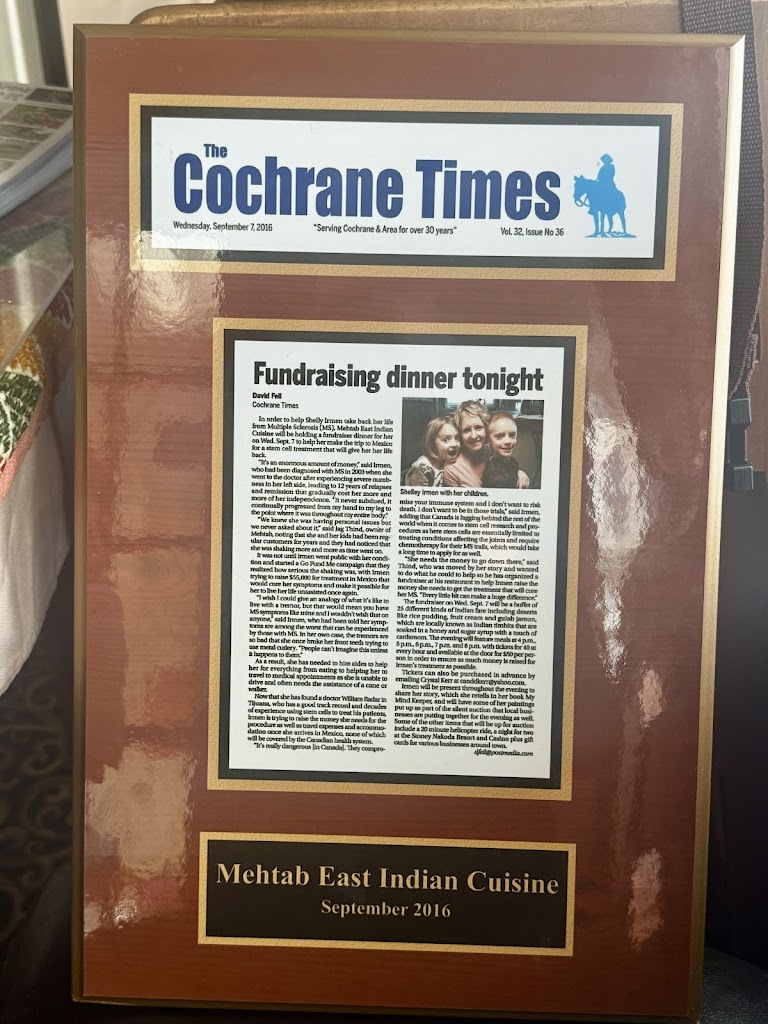 The
Cochrane Times
Wednesday, September 7, 2016 "Serving Cochrane & Area for over 30 years" Vol. 32, Issue No 36
Fundraising dinner tonight
David Feil
Cochrane Times
In order to help Shelly Irmen take back her life
from Multiple Sclerosis (MS), Mehtab East Indian
Cuisine will be holding a fundraiser dinner for her
on Wed. Sept. 7 to help her make the trip to Mexico
for a stem cell treatment that will give her her life
back.
"It's an enormous amount of money," said Irmen,
who had been diagnosed with MS in 2003 when she
went to the doctor after experiencing severe numb-
ness in her left side, leading to 12 years of relapses
and remission that gradually cost her more and
more of her independence. "It never subdued, it
continually progressed from my hand to my leg to
the point where it was throughout my entire body."
"We knew she was having personal issues but
we never asked about it," said Jag Thind, owner of
Mehtab, noting that she and her kids had been reg-
ular customers for years and they had noticed that
she was shaking more and more as time went on.
It was not until Irmen went public with her condi-
tion and started a Go Fund Me campaign that they
realized how serious the shaking was, with Irmen
trying to raise $55,000 for treatment in Mexico that
would cure her symptoms and make it possible for
her to live her life unassisted once again.
"I wish I could give an analogy of what it's like to
live with a tremor, but that would mean you have
MS symptoms like mine and I wouldn't wish that on
anyone," said Irmen, who had been told her symp-
toms are among the worst that can be experienced
by those with MS. In her own case, the tremors are
so bad that she once broke her front teeth trying to
use metal cutlery. "People can't imagine this unless
it happens to them."
As a result, she has needed to hire aides to help
her for everything from eating to helping her to
travel to medical appointments as she is unable to
drive and often needs the assistance of a cane or
walker.
Now that she has found a doctor William Radar in
Tijuana, who has a good track record and decades
of experience using stem cells to treat his patients,
Irmen is trying to raise the money she needs for the
procedure as well as travel expenses and accommo-
dation once she arrives in Mexico, none of which
will be covered by the Canadian health system.
"It's really dangerous [in Canada]. They compro-
Shelley Irmen with her children.
mise your immune system and I don't want to risk
death. I don't want to be in those trials," said Irmen,
adding that Canada is lagging behind the rest of the
world when it comes to stem cell research and pro-
cedures as here stem cells are essentially limited to
treating conditions affecting the joints and require
chemotherapy for their MS trails, which would take
a long time to apply for as well.
"She needs the money to go down there," said
Thind, who was moved by her story and wanted
to do what he could to help so he has organized a
fundraiser at his restaurant to help Irmen raise the
money she needs to get the treatment that will cure
her MS. "Every little bit can make a huge difference."
The fundraiser on Wed. Sept. 7 will be a buffet of
25 different kinds of Indian fare including deserts
like rice pudding, fruit cream and gulab jaman,
which are locally known as Indian timbits that are
soaked in a honey and sugar syrup with a touch of
cardamom. The evening will feature meals at 4 p.m.,
5 p.m., 6 p.m., 7 p.m. and 8 p.m. with tickets for 40 at
every hour and available at the door for $50 per per-
son in order to ensure as much money is raised for
Irmen's treatment as possible.
Tickets can also be purchased in advance by
emailing Crystal Kerr at canddkerr@yahoo.com.
Irmen will be present throughout the evening to
share her story, which she retells in her book My
Mind Keeper, and will have some of her paintings
put up as part of the silent auction that local busi-
nesses are putting together for the evening as well.
Some of the other items that will be up for auction
include a 20 minute helicopter ride, a night for two
at the Stoney Nakoda Resort and Casino plus gift
cards for various businesses around town.
dfeil@postmedia.com
Mehtab East Indian Cuisine
September 2016